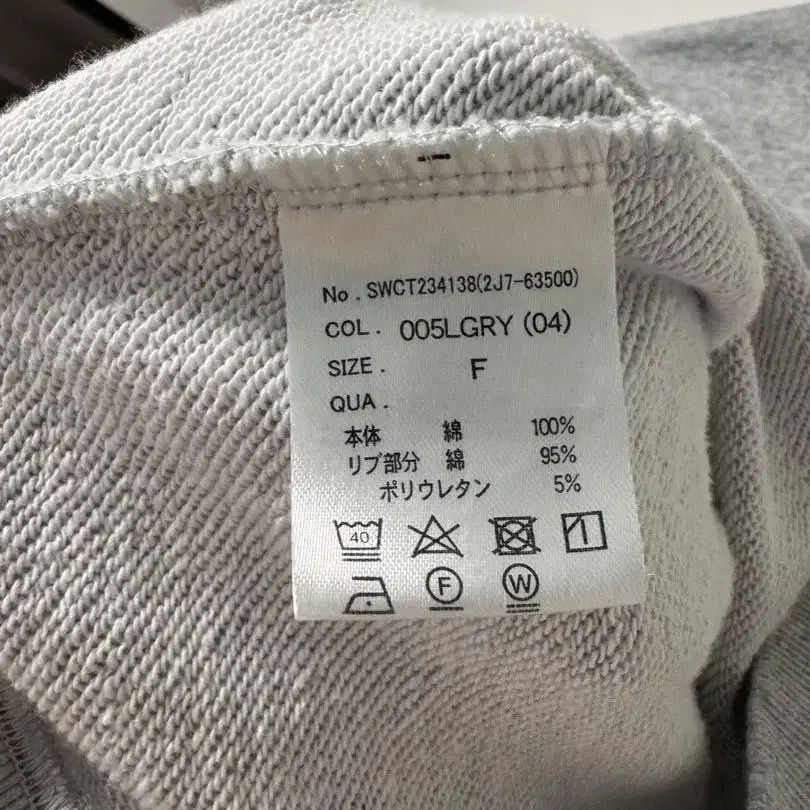 No. SWCT234138(2J7-63500)
COL. 005LGRY (04)
SIZE. F
QUA.
本体 綿 100%
リブ部分 綿 95%
ポリウレタン 5%
40
F W